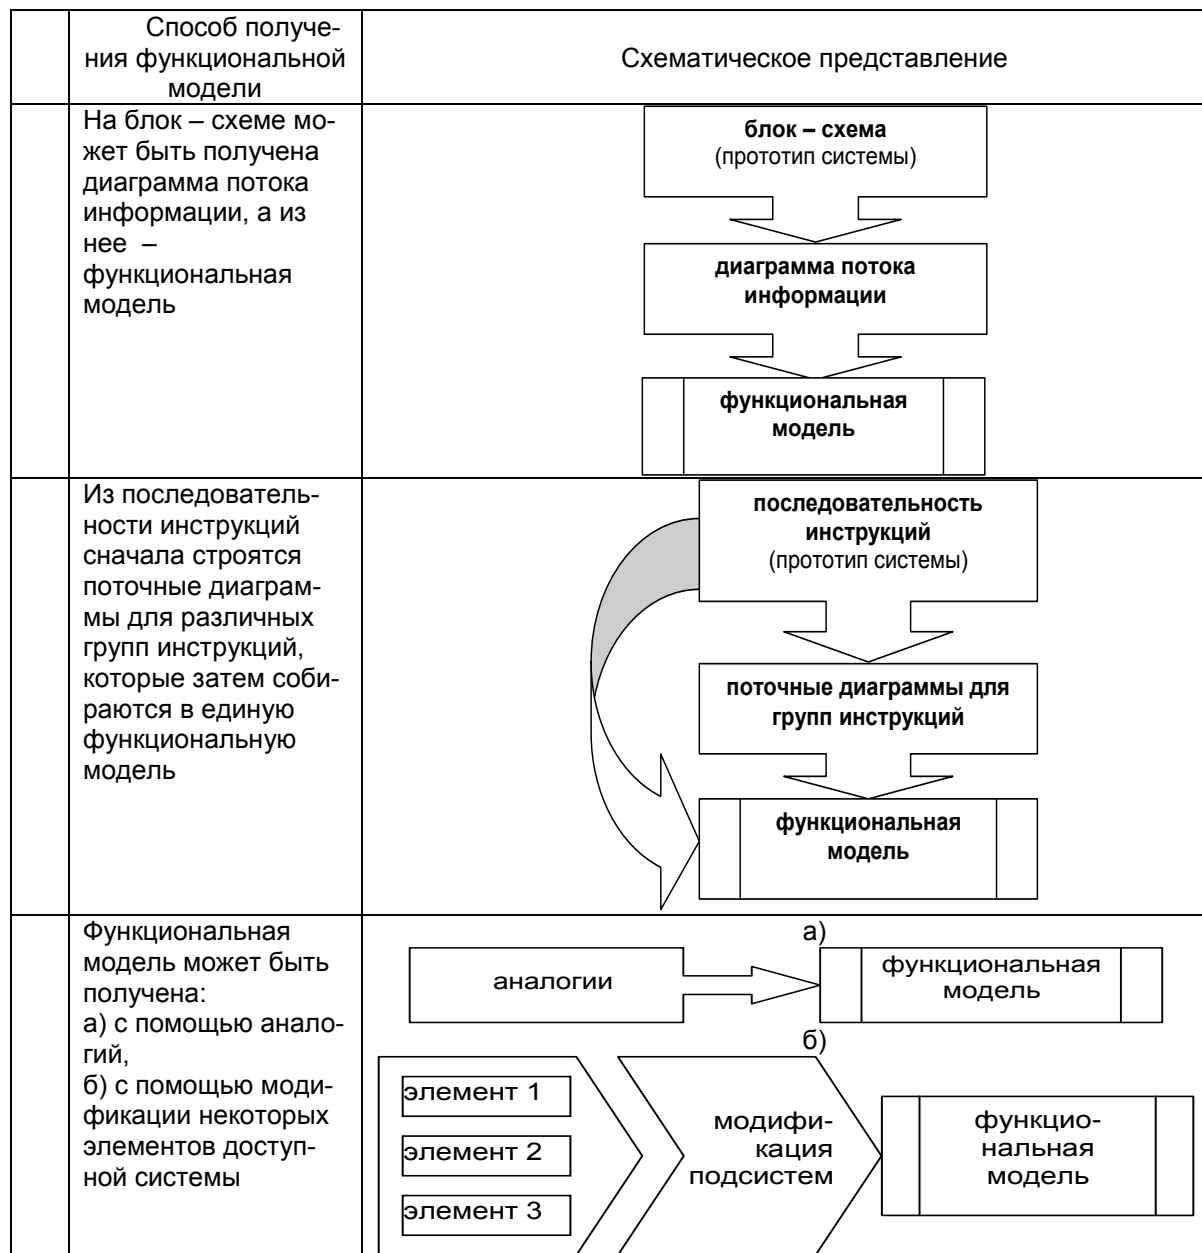 Способ получе-
ния функциональной
модели
Схематическое представление
На блок – схеме мо-
жет быть получена
диаграмма потока
информации, а из
нее –
функциональная
модель
блок – схема
(прототип системы)
диаграмма потока
информации
функциональная
модель
Из последователь-
ности инструкций
сначала строятся
поточные диаграм-
мы для различных
групп инструкций,
которые затем соби-
раются в единую
функциональную
модель
последовательность
инструкций
(прототип системы)
поточные диаграммы для
групп инструкций
функциональная
модель
Функциональная
модель может быть
получена:
а) с помощью анало-
гий,
б) с помощью моди-
фикации некоторых
элементов доступ-
ной системы
а)
аналогии
функциональная
модель
б)
элемент 1
элемент 2
элемент 3
модифи-
кация
подсистем
функцио-
нальная
модель